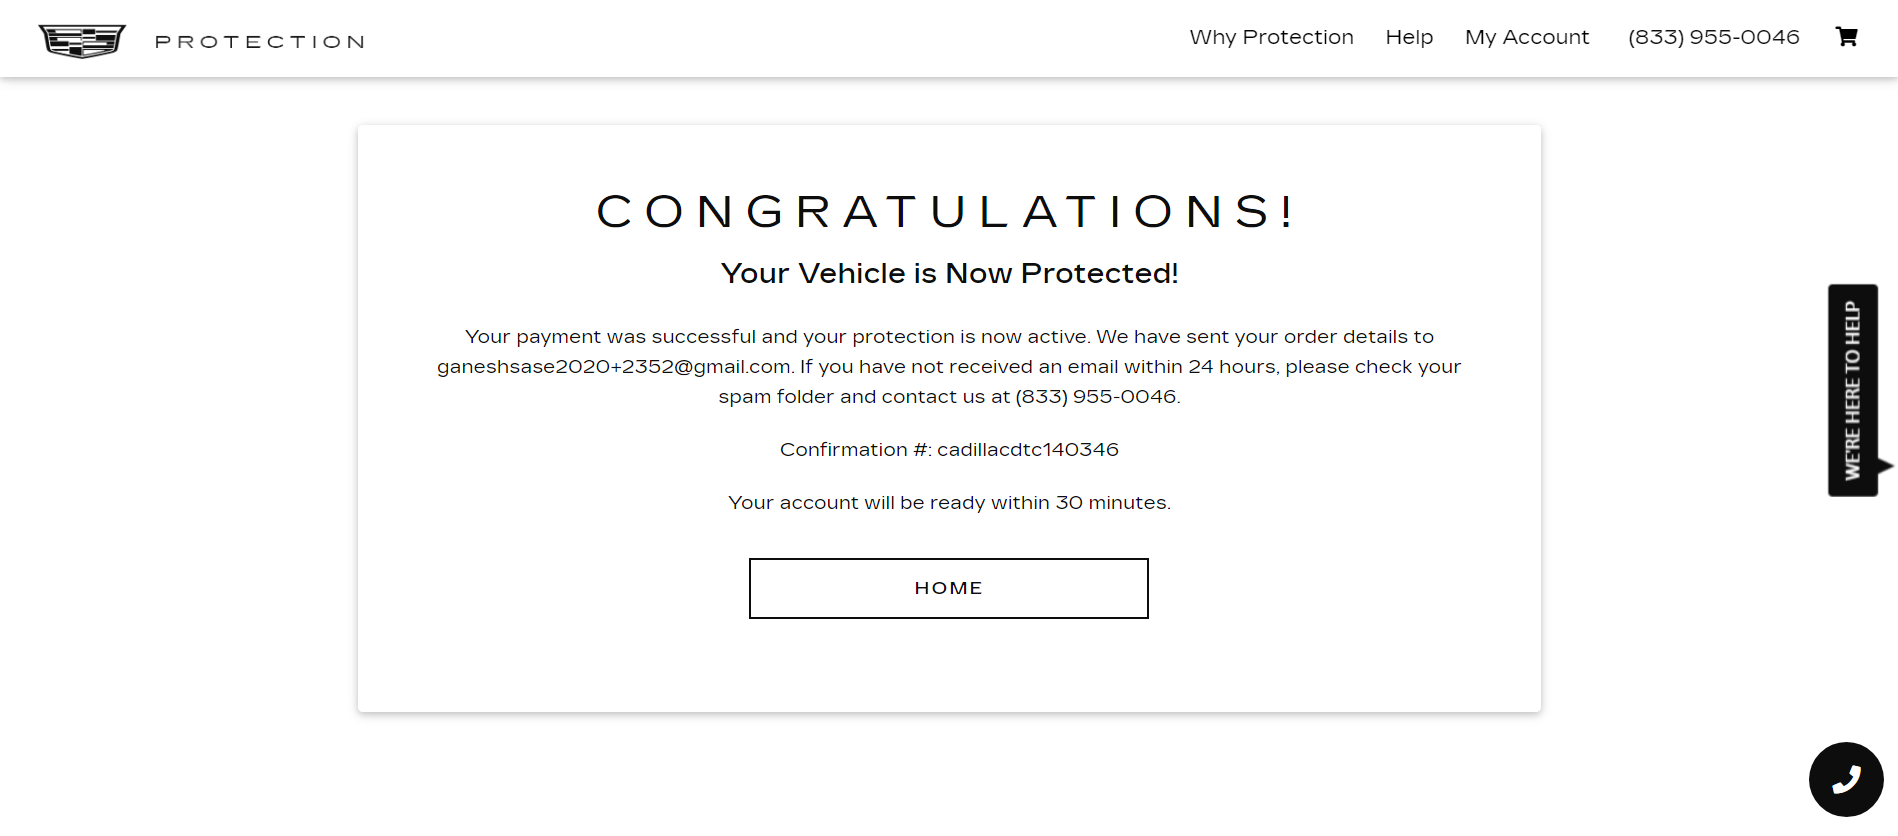 PROTECTION
Why Protection
Help
My Account
(833) 955-0046
CONGRATULATIONS!
Your Vehicle is Now Protected!
Your payment was successful and your protection is now active. We have sent your order details to
ganeshsase2020+2352@gmail.com. If you have not received an email within 24 hours, please check your
spam folder and contact us at (833) 955-0046.
Confirmation #: cadillacdtc140346
Your account will be ready within 30 minutes.
HOME
WE'RE HERE TO HELP